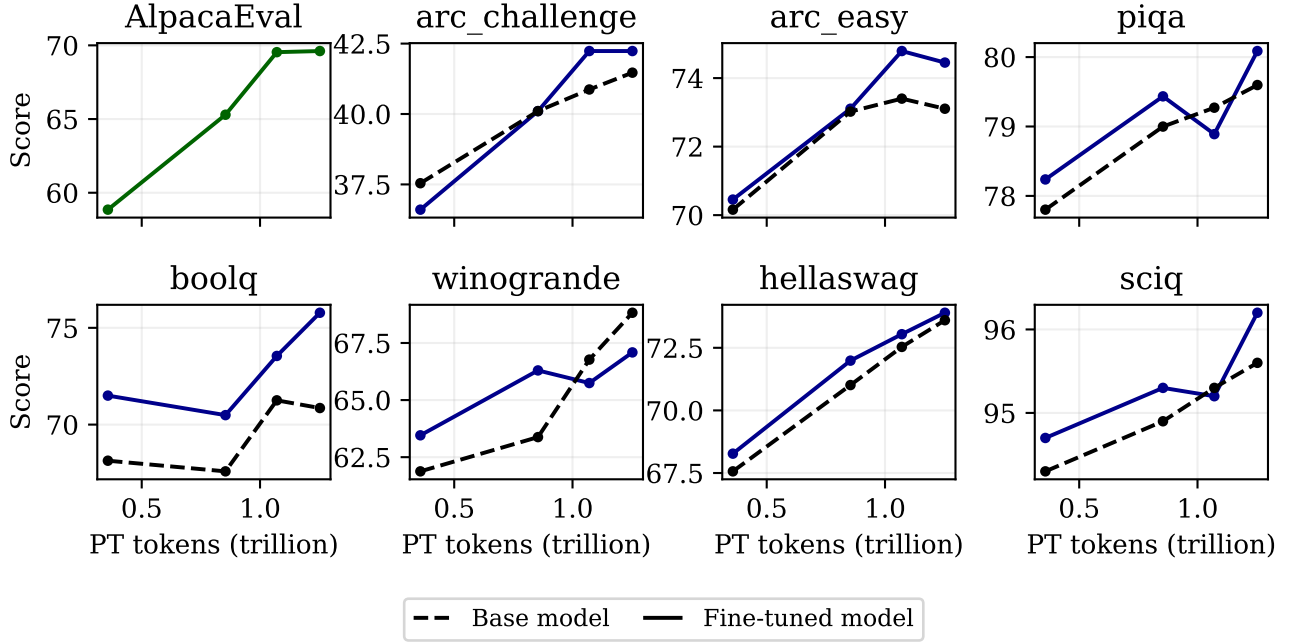 AlpacaEval arc_challenge arc_easy piqa
70 42.5 74 80
65 40.0 72 79
60 37.5 70 78
Score
boolq winogrande hellaswag sciq
75 67.5 72.5 96
70 65.0 70.0 95
62.5 67.5
Score
0.5 1.0 0.5 1.0 0.5 1.0 0.5 1.0
PT tokens (trillion) PT tokens (trillion) PT tokens (trillion) PT tokens (trillion)
Base model Fine-tuned model